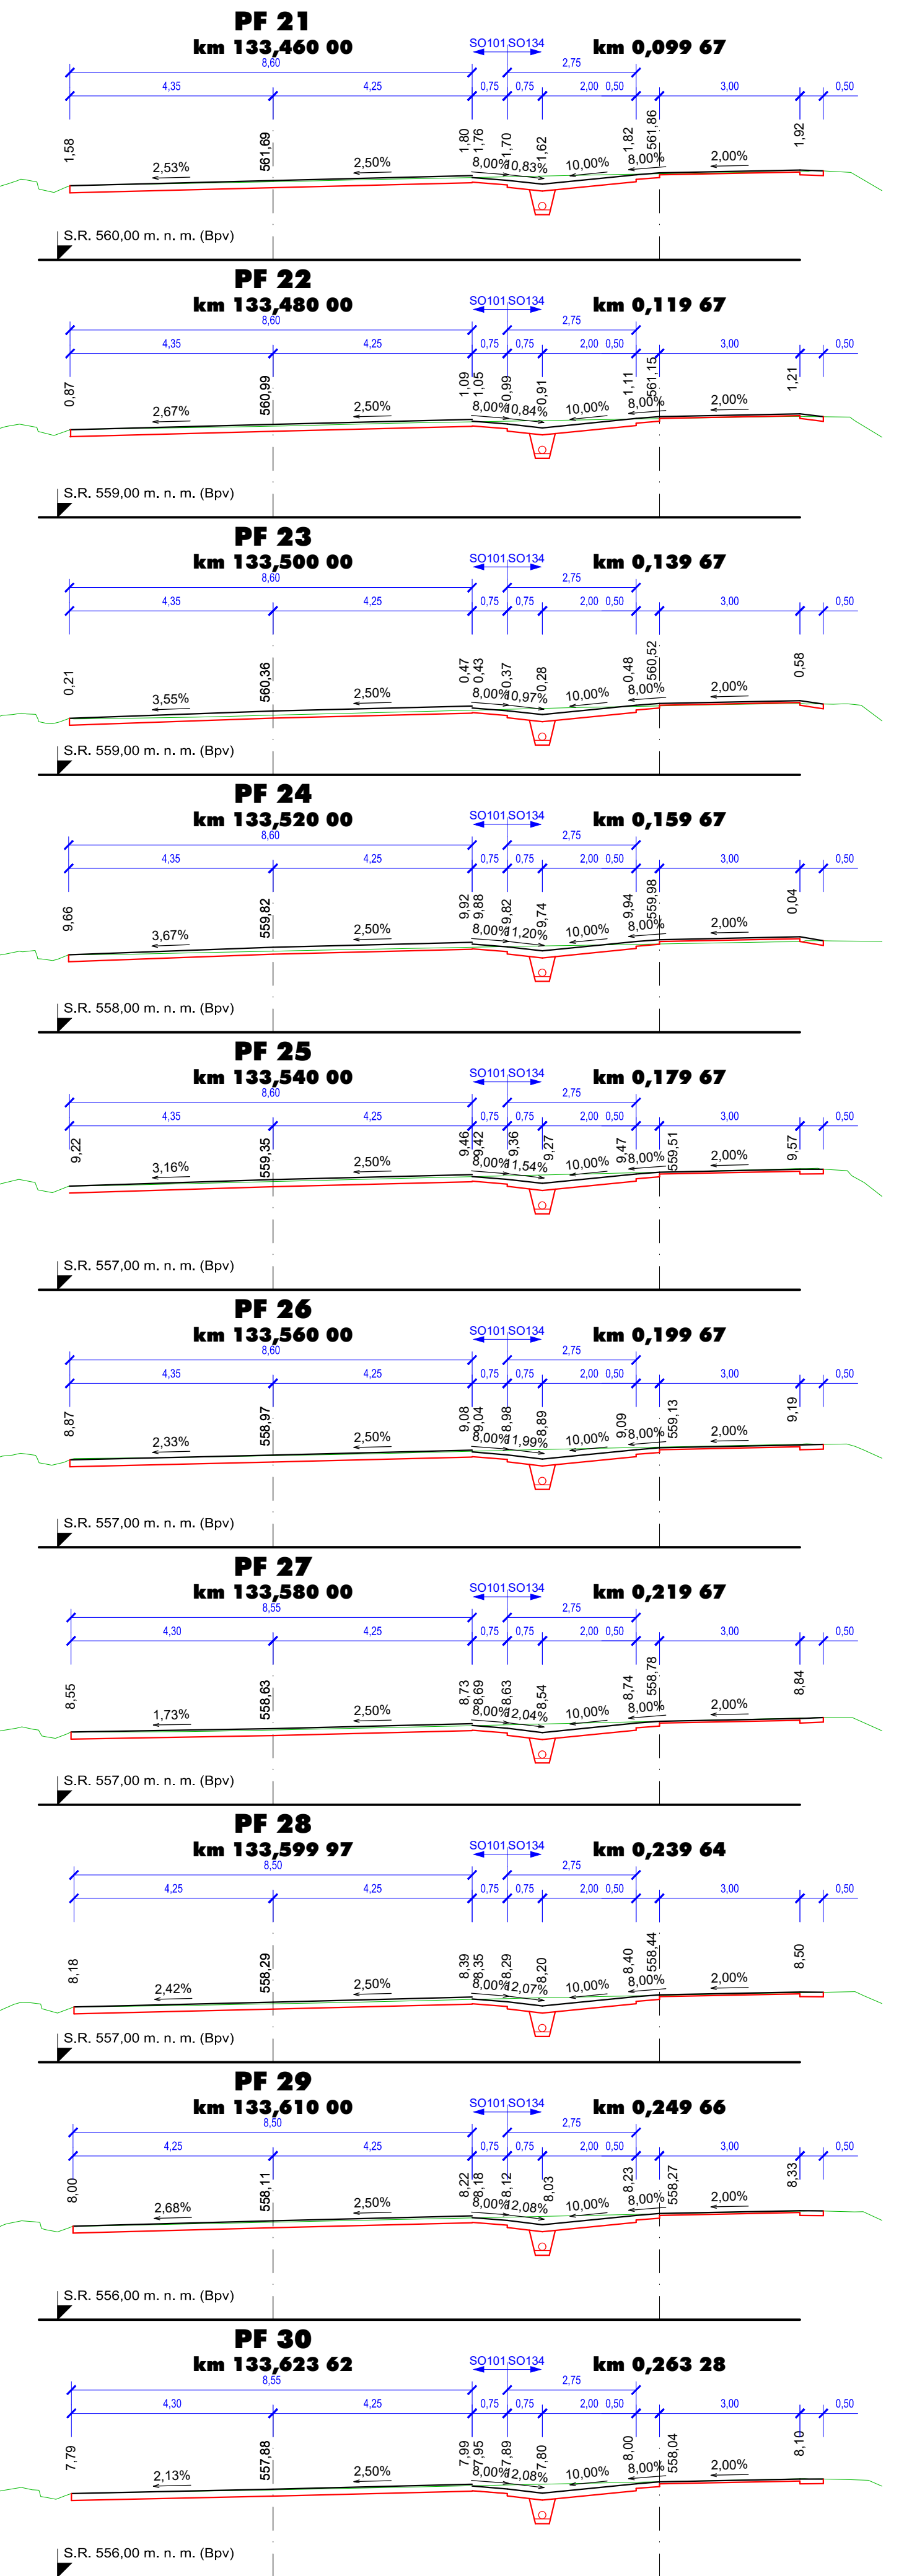 PF 21
km 133,460 00
SO101 SO134
km 0,099 67
8,60
2,75
4,35 4,25 0,75 0,75 2,00 0,50 3,00 0,50
1,58 561,69 1,80 1,76 1,70 1,62 1,82 561,86 1,92
2,53% 2,50% 8,00% 10,83% 10,00% 8,00% 2,00%
S.R. 560,00 m. n. m. (Bpv)
PF 22
km 133,480 00
SO101 SO134
km 0,119 67
8,60
2,75
4,35 4,25 0,75 0,75 2,00 0,50 3,00 0,50
0,87 560,99 1,09 1,05 0,99 0,91 1,11 561,15 1,21
2,67% 2,50% 8,00% 10,84% 10,00% 8,00% 2,00%
S.R. 559,00 m. n. m. (Bpv)
PF 23
km 133,500 00
SO101 SO134
km 0,139 67
8,60
2,75
4,35 4,25 0,75 0,75 2,00 0,50 3,00 0,50
0,21 560,36 0,47 0,43 0,37 0,28 0,48 560,52 0,58
3,55% 2,50% 8,00% 10,97% 10,00% 8,00% 2,00%
S.R. 559,00 m. n. m. (Bpv)
PF 24
km 133,520 00
SO101 SO134
km 0,159 67
8,60
2,75
4,35 4,25 0,75 0,75 2,00 0,50 3,00 0,50
9,66 559,82 9,92 9,88 9,82 9,74 9,94 559,98 0,04
3,67% 2,50% 8,00% 11,20% 10,00% 8,00% 2,00%
S.R. 558,00 m. n. m. (Bpv)
PF 25
km 133,540 00
SO101 SO134
km 0,179 67
8,60
2,75
4,35 4,25 0,75 0,75 2,00 0,50 3,00 0,50
9,22 559,35 9,46 9,42 9,36 9,27 9,47 559,51 9,57
3,16% 2,50% 8,00% 11,54% 10,00% 8,00% 2,00%
S.R. 557,00 m. n. m. (Bpv)
PF 26
km 133,560 00
SO101 SO134
km 0,199 67
8,60
2,75
4,35 4,25 0,75 0,75 2,00 0,50 3,00 0,50
8,87 558,97 9,08 9,04 8,98 8,89 9,09 559,13 9,19
2,33% 2,50% 8,00% 11,99% 10,00% 8,00% 2,00%
S.R. 557,00 m. n. m. (Bpv)
PF 27
km 133,580 00
SO101 SO134
km 0,219 67
8,55
2,75
4,30 4,25 0,75 0,75 2,00 0,50 3,00 0,50
8,55 558,63 8,73 8,69 8,63 8,54 8,74 558,78 8,84
1,73% 2,50% 8,00% 12,04% 10,00% 8,00% 2,00%
S.R. 557,00 m. n. m. (Bpv)
PF 28
km 133,599 97
SO101 SO134
km 0,239 64
8,50
2,75
4,25 4,25 0,75 0,75 2,00 0,50 3,00 0,50
8,18 558,29 8,39 8,35 8,29 8,20 8,40 558,44 8,50
2,42% 2,50% 8,00% 12,07% 10,00% 8,00% 2,00%
S.R. 557,00 m. n. m. (Bpv)
PF 29
km 133,610 00
SO101 SO134
km 0,249 66
8,50
2,75
4,25 4,25 0,75 0,75 2,00 0,50 3,00 0,50
8,00 558,11 8,22 8,18 8,12 8,03 8,23 558,27 8,33
2,68% 2,50% 8,00% 12,08% 10,00% 8,00% 2,00%
S.R. 556,00 m. n. m. (Bpv)
PF 30
km 133,623 62
SO101 SO134
km 0,263 28
8,55
2,75
4,30 4,25 0,75 0,75 2,00 0,50 3,00 0,50
7,79 557,88 7,99 7,95 7,89 7,80 8,00 558,04 8,10
2,13% 2,50% 8,00% 12,08% 10,00% 8,00% 2,00%
S.R. 556,00 m. n. m. (Bpv)